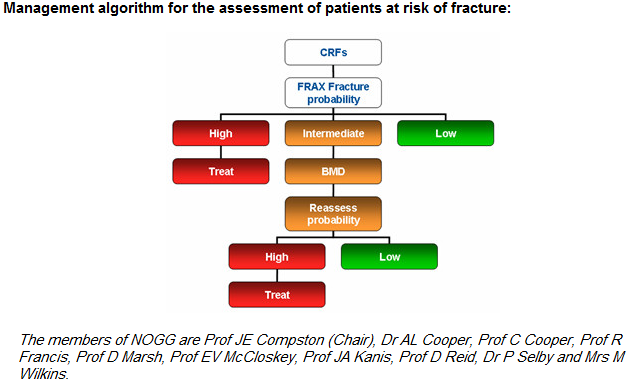 Management algorithm for the assessment of patients at risk of fracture:
CRFs
FRAX Fracture
probability
High
Intermediate
Low
Treat
BMD
Reassess
probability
High
Low
Treat
The members of NOGG are Prof JE Compston (Chair), Dr AL Cooper, Prof C Cooper, Prof R
Francis, Prof D Marsh, Prof EV McCloskey, Prof JA Kanis, Prof D Reid, Dr P Selby and Mrs M
Wilkins.